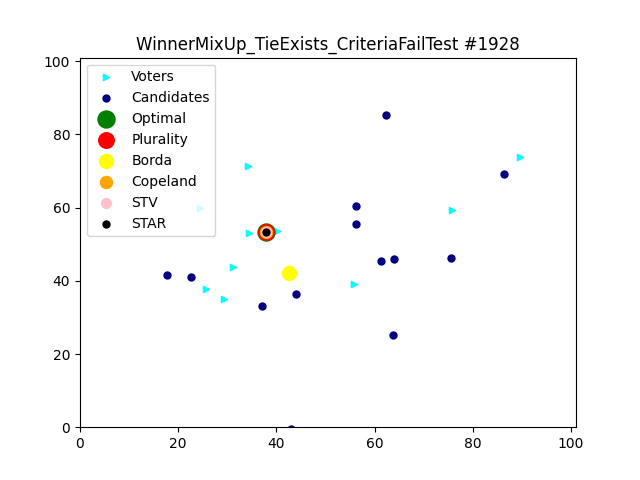 WinnerMixUp_TieExists_CriteriaFailTest #1928
100
80
60
40
20
0
0 20 40 60 80 100
Voters
Candidates
Optimal
Plurality
Borda
Copeland
STV
STAR